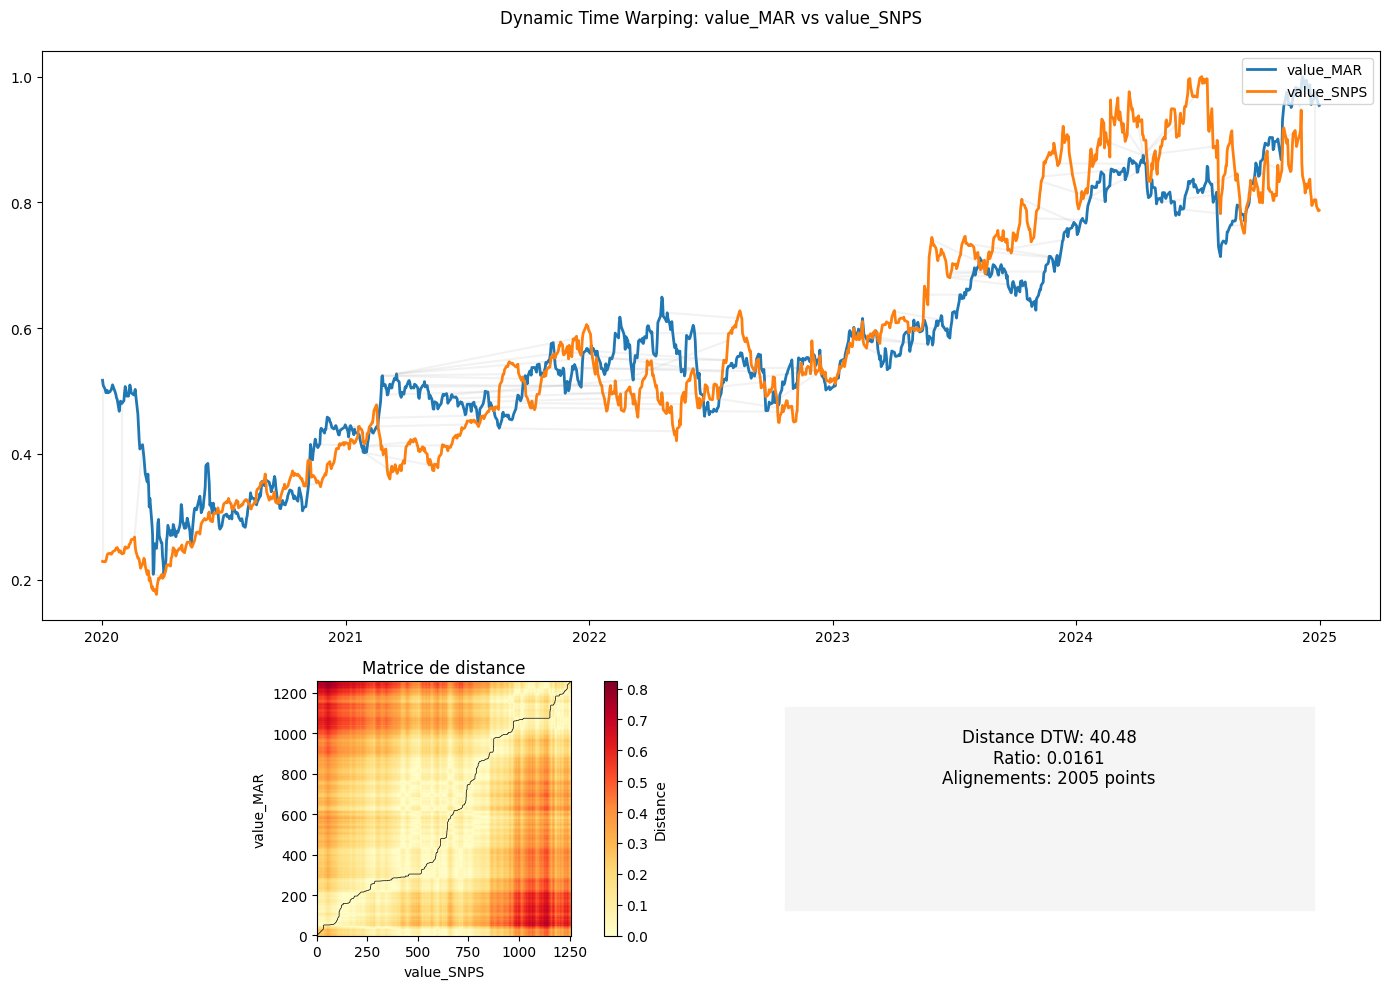 Dynamic Time Warping: value_MAR vs value_SNPS
value_MAR
value_SNPS
1.0
0.8
0.6
0.4
0.2
2020 2021 2022 2023 2024 2025
Matrice de distance
1200
1000
800
600
400
200
0
value_MAR
0 250 500 750 1000 1250
value_SNPS
0.8
0.7
0.6
0.5
0.4
0.3
0.2
0.1
0.0
Distance
Distance DTW: 40.48
Ratio: 0.0161
Alignements: 2005 points